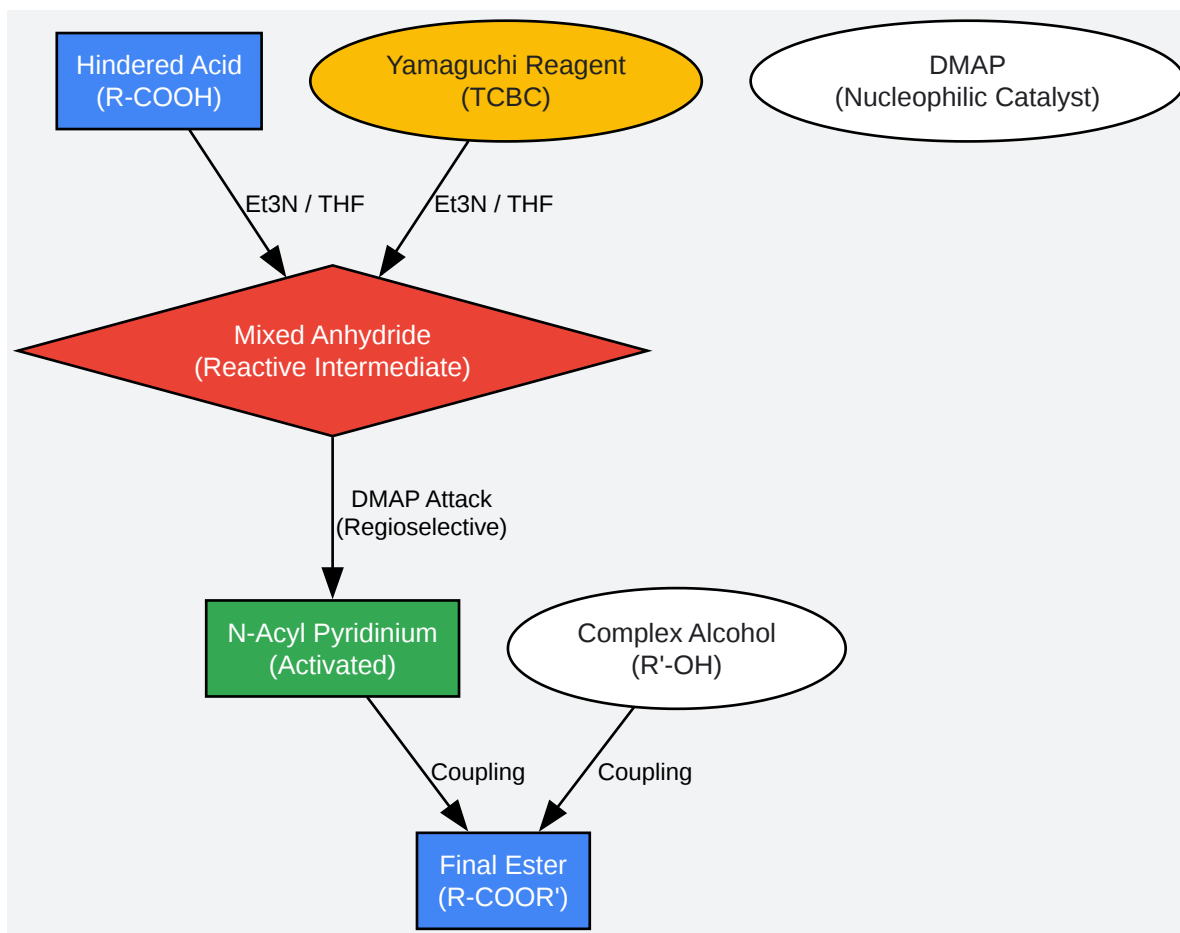 Hindered Acid
(R-COOH)
Yamaguchi Reagent
(TCBC)
DMAP
(Nucleophilic Catalyst)
Et3N / THF
Et3N / THF
Mixed Anhydride
(Reactive Intermediate)
DMAP Attack
(Regioselective)
N-Acyl Pyridinium
(Activated)
Complex Alcohol
(R'-OH)
Coupling
Coupling
Final Ester
(R-COOR')